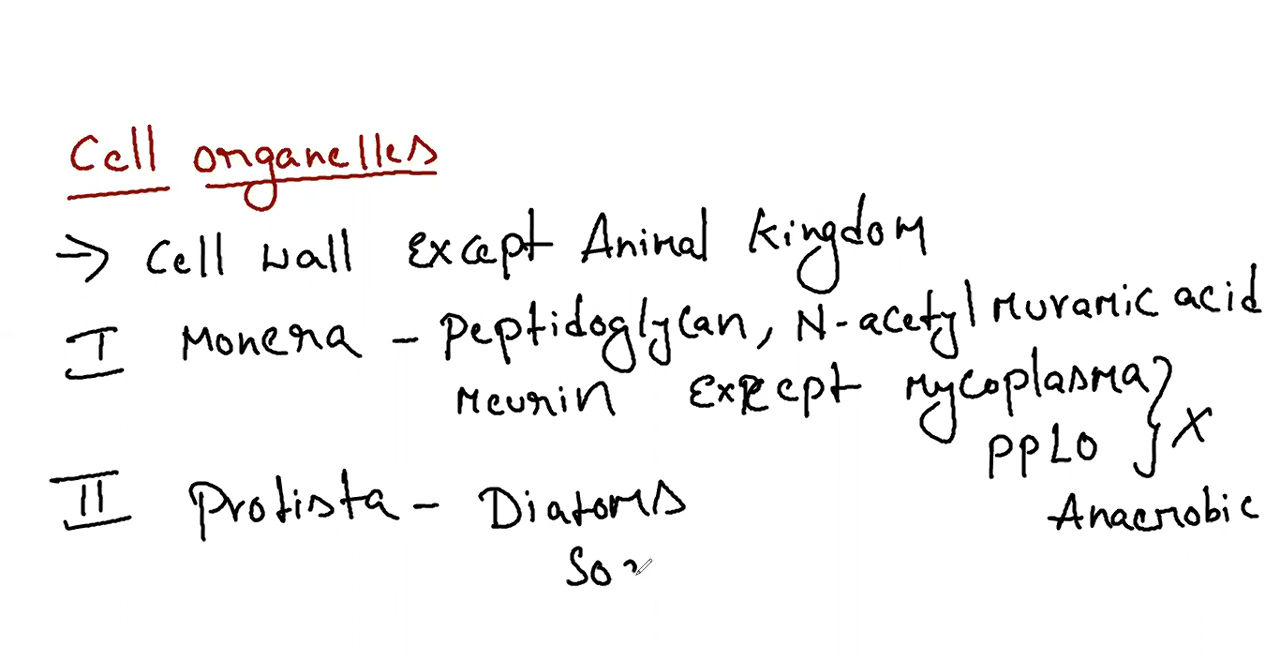 Cell organelles
→ Cell wall except Animal kingdom
I Monera - Peptidoglycan, N-acetyl muramic acid
meurin except mycoplasma } X
PPLO
II Protista - Diatoms
Anaerobic
So